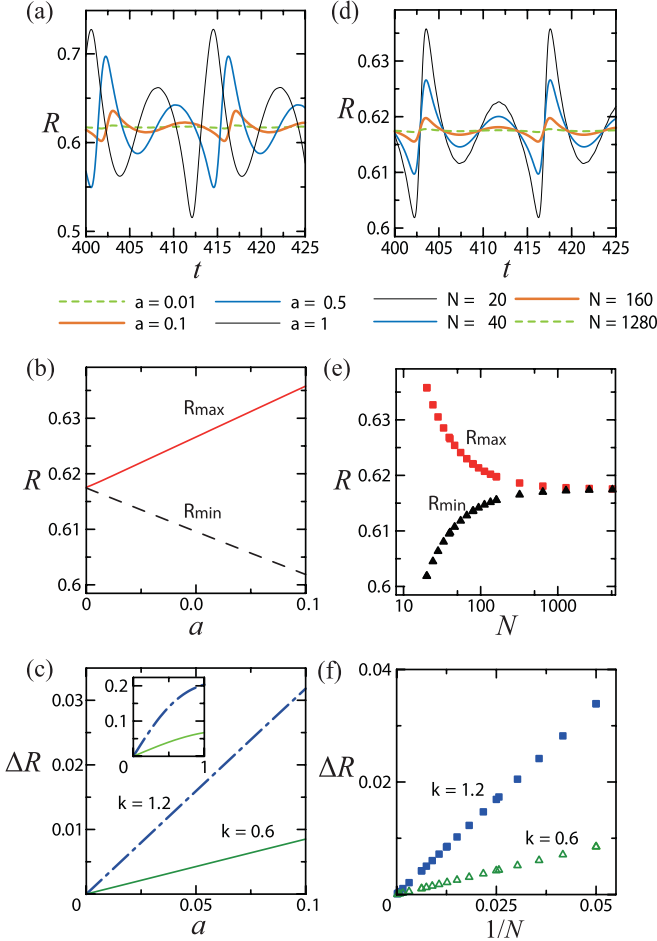 (a)
(d)
0.7
0.6
0.5
R
400 405 410 415 420 425
t
0.63
0.62
0.61
0.6
R
400 405 410 415 420 425
t
a = 0.01
a = 0.5
a = 0.1
a = 1
N = 20
N = 160
N = 40
N = 1280
(b)
0.63
0.62
0.61
0.6
R
Rmax
Rmin
0 0.0 0.1
a
(e)
0.63
0.62
0.61
0.6
R
Rmax
Rmin
10 100 1000
N
(c)
0.03
0.02
0.01
0
ΔR
0.2
0.1
0
0 1
k = 1.2
k = 0.6
0 0.05 0.1
a
(f)
0.04
0.02
0
ΔR
k = 1.2
k = 0.6
0 0.025 0.05
1/N